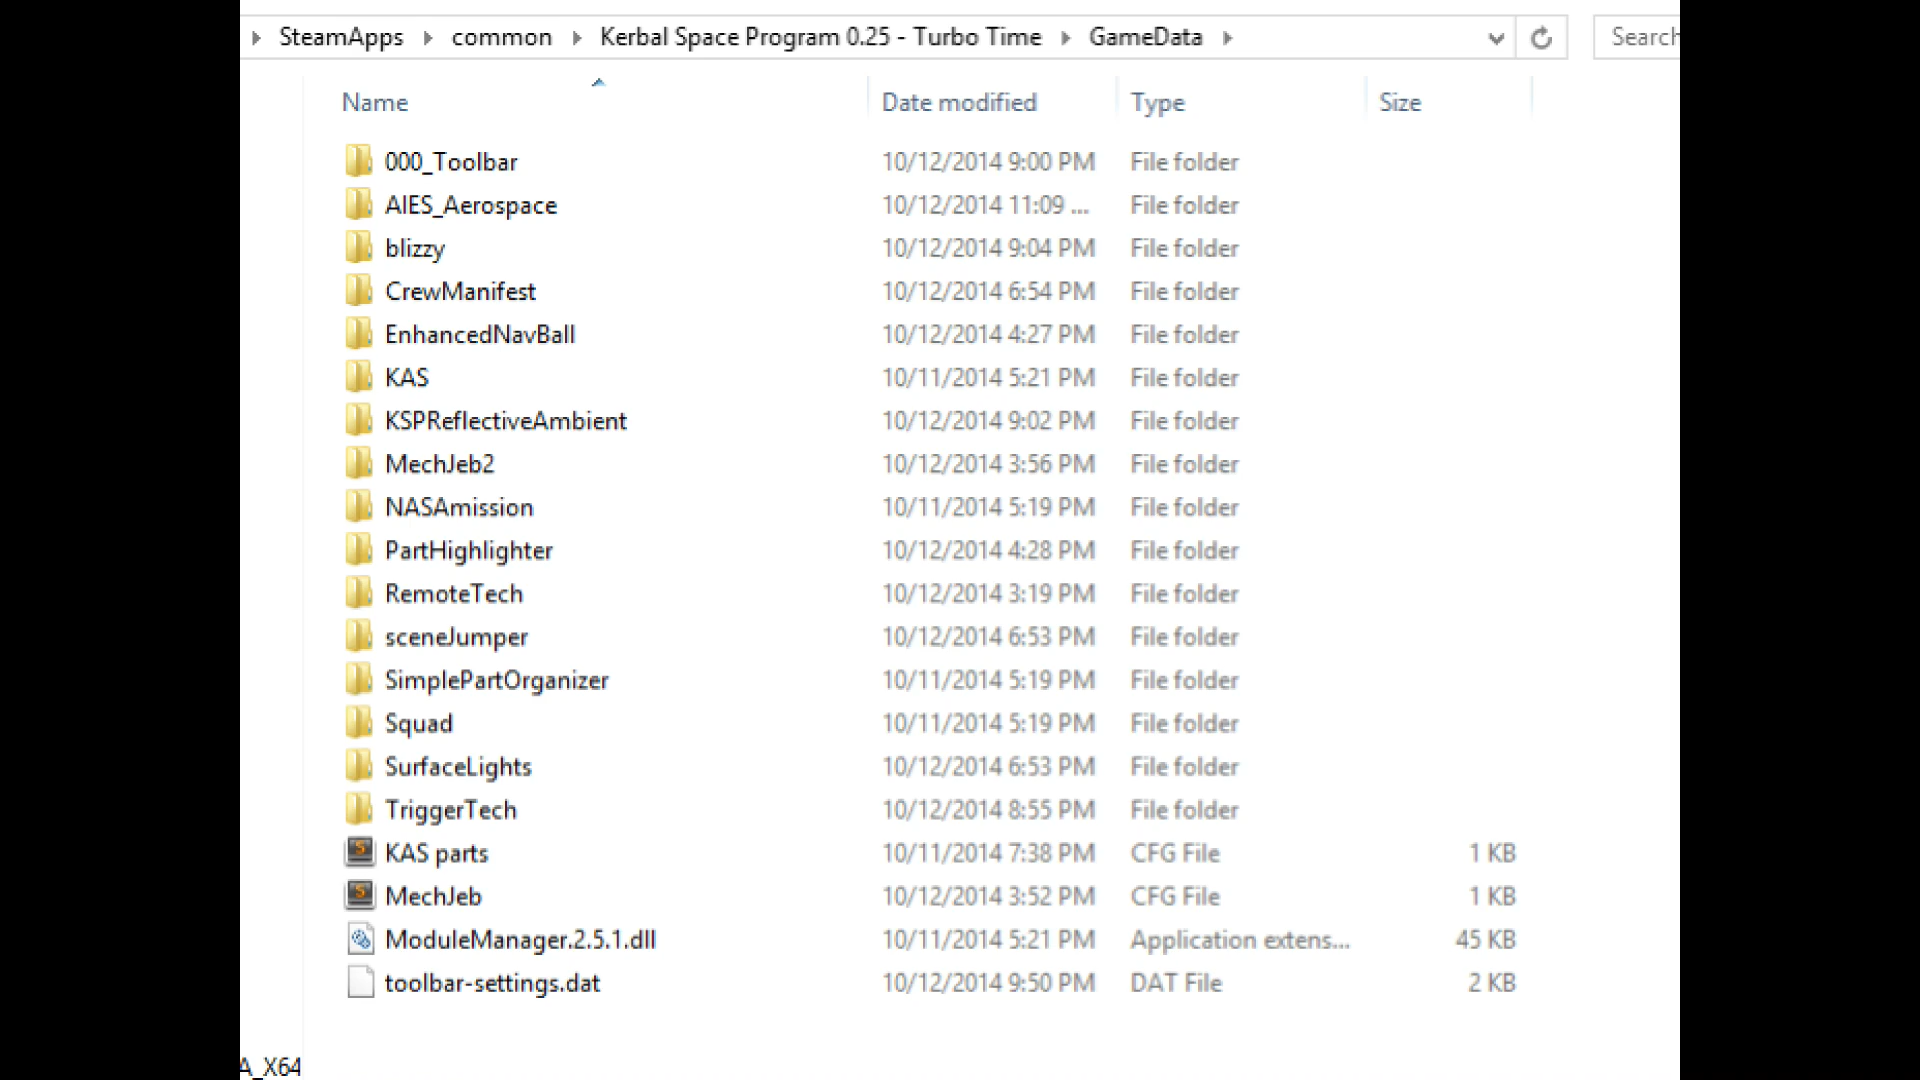 SteamApps common Kerbal Space Program 0.25 - Turbo Time GameData Search
Name Date modified Type Size
000_Toolbar 10/12/2014 9:00 PM File folder
AIES_Aerospace 10/12/2014 11:09 ... File folder
blizzy 10/12/2014 9:04 PM File folder
CrewManifest 10/12/2014 6:54 PM File folder
EnhancedNavBall 10/12/2014 4:27 PM File folder
KAS 10/11/2014 5:21 PM File folder
KSPReflectiveAmbient 10/12/2014 9:02 PM File folder
MechJeb2 10/12/2014 3:56 PM File folder
NASAmission 10/11/2014 5:19 PM File folder
PartHighlighter 10/12/2014 4:28 PM File folder
RemoteTech 10/12/2014 3:19 PM File folder
sceneJumper 10/12/2014 6:53 PM File folder
SimplePartOrganizer 10/11/2014 5:19 PM File folder
Squad 10/11/2014 5:19 PM File folder
SurfaceLights 10/12/2014 6:53 PM File folder
TriggerTech 10/12/2014 8:55 PM File folder
KAS parts 10/11/2014 7:38 PM CFG File 1 KB
MechJeb 10/12/2014 3:52 PM CFG File 1 KB
ModuleManager.2.5.1.dll 10/11/2014 5:21 PM Application extens... 45 KB
toolbar-settings.dat 10/12/2014 9:50 PM DAT File 2 KB
A_X64